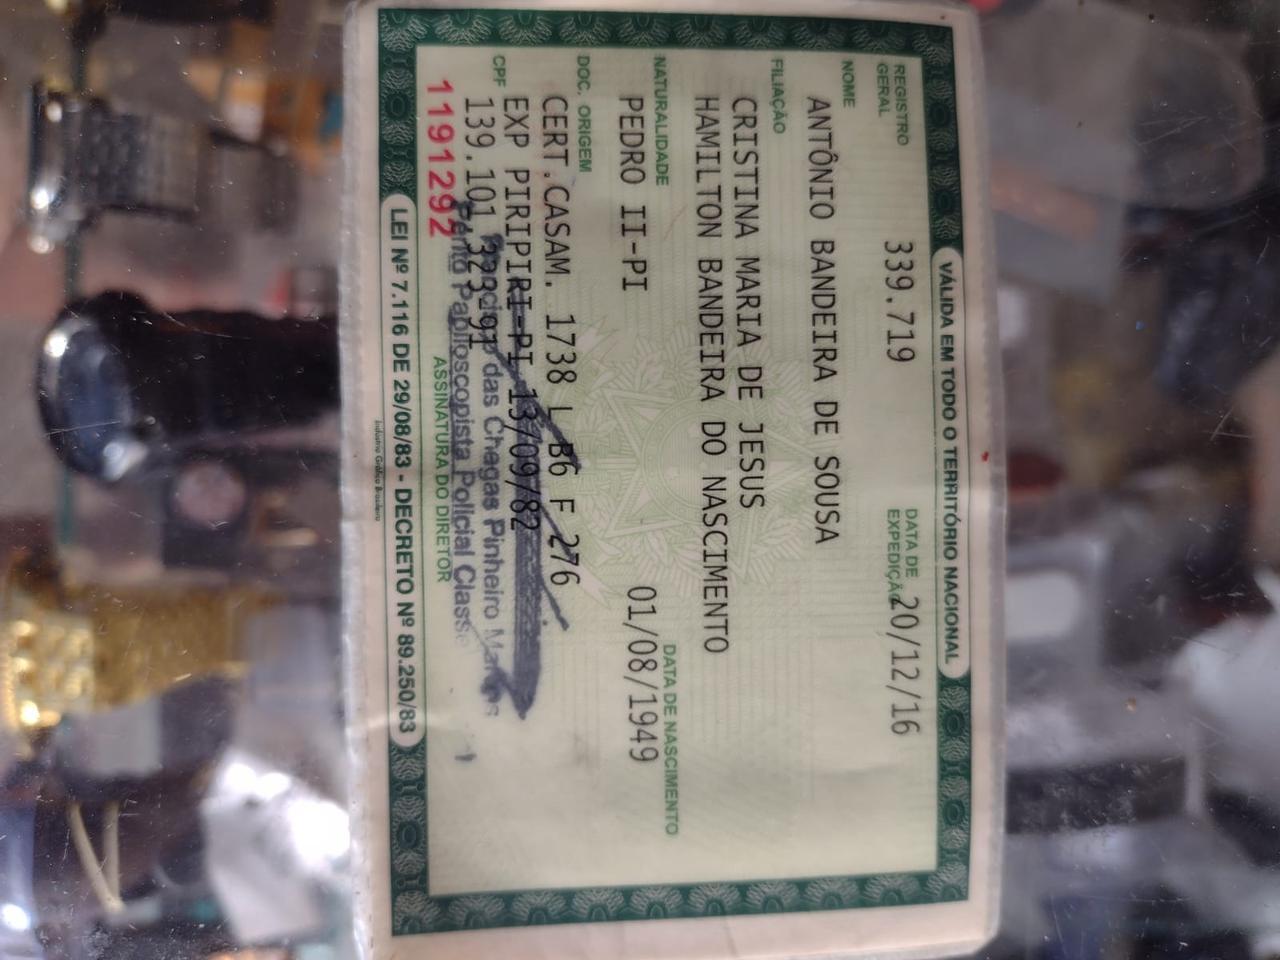 VÁLIDA EM TODO O TERRITÓRIO NACIONAL
REGISTRO GERAL 339.719 DATA DE EXPEDIÇÃO 20/12/16
NOME
ANTÔNIO BANDEIRA DE SOUSA
FILIAÇÃO
CRISTINA MARIA DE JESUS
HAMILTON BANDEIRA DO NASCIMENTO
NATURALIDADE DATA DE NASCIMENTO
PEDRO II-PI 01/08/1949
DOC. ORIGEM
CERT.CASAM. 1738 L B6 F 276
EXP PIRIPIRI-PI 13/09/82
CPF 139.101.323-91
das Chagas Pinheiro
1191292 Perito Papiloscopista Policial Classe
ASSINATURA DO DIRETOR
LEI Nº 7.116 DE 29/08/83 - DECRETO Nº 89.250/83
Indústria Gráfica Brasileira